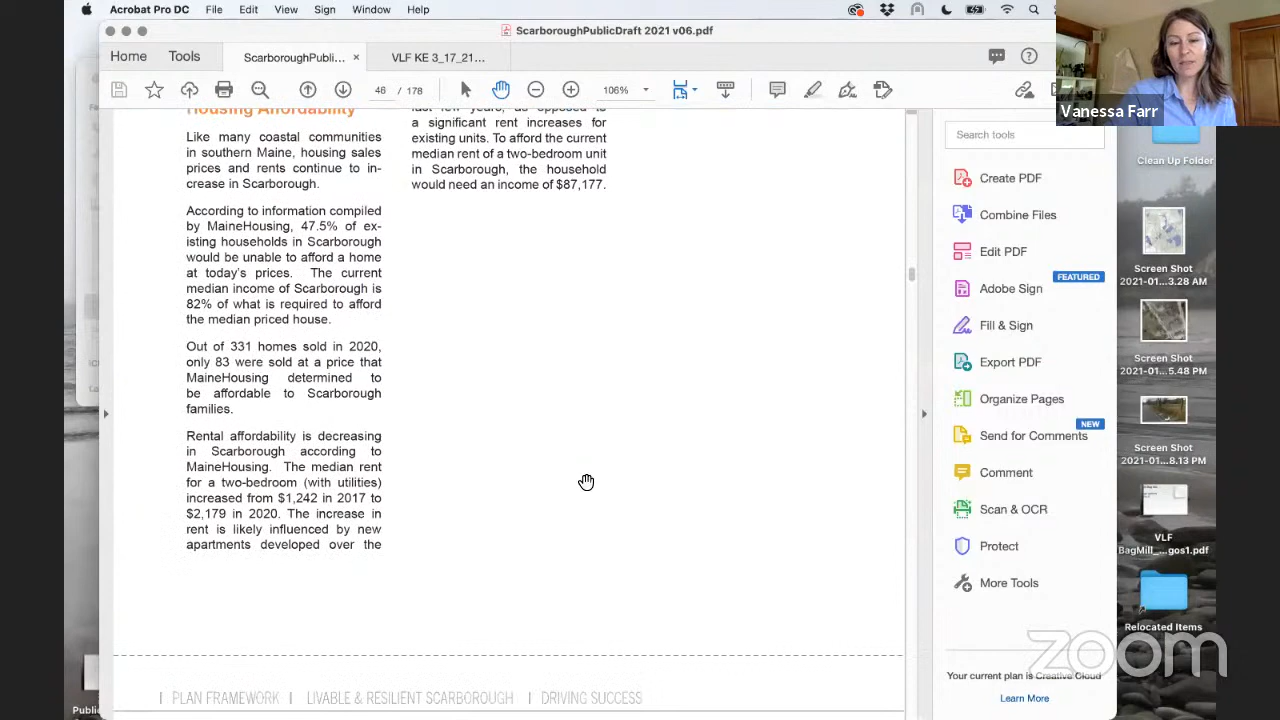 Acrobat Pro DC File Edit View Sign Window Help
ScarboroughPublicDraft 2021 v06.pdf
Home Tools ScarboroughPubli... × VLF KE 3_17_21...
46 / 178 106%
Vanessa Farr
Housing Affordability
Like many coastal communities
in southern Maine, housing sales
prices and rents continue to in-
crease in Scarborough.
According to information compiled
by MaineHousing, 47.5% of ex-
isting households in Scarborough
would be unable to afford a home
at today's prices. The current
median income of Scarborough is
82% of what is required to afford
the median priced house.
Out of 331 homes sold in 2020,
only 83 were sold at a price that
MaineHousing determined to
be affordable to Scarborough
families.
Rental affordability is decreasing
in Scarborough according to
MaineHousing. The median rent
for a two-bedroom (with utilities)
increased from $1,242 in 2017 to
$2,179 in 2020. The increase in
rent is likely influenced by new
apartments developed over the
last few years, as opposed to
a significant rent increases for
existing units. To afford the current
median rent of a two-bedroom unit
in Scarborough, the household
would need an income of $87,177.
| PLAN FRAMEWORK | LIVABLE & RESILIENT SCARBOROUGH | DRIVING SUCCESS
Search tools
Create PDF
Combine Files
Edit PDF
FEATURED
Adobe Sign
Fill & Sign
Export PDF
Organize Pages
NEW
Send for Comments
Comment
Scan & OCR
Protect
More Tools
Your current plan is Creative Cloud
Learn More
Clean Up Folder
Screen Shot
2021-01...3.28 AM
Screen Shot
2021-01...5.48 PM
Screen Shot
2021-01...8.13 PM
VLF
BagMill_...gos1.pdf
Relocated Items
Public
zoom